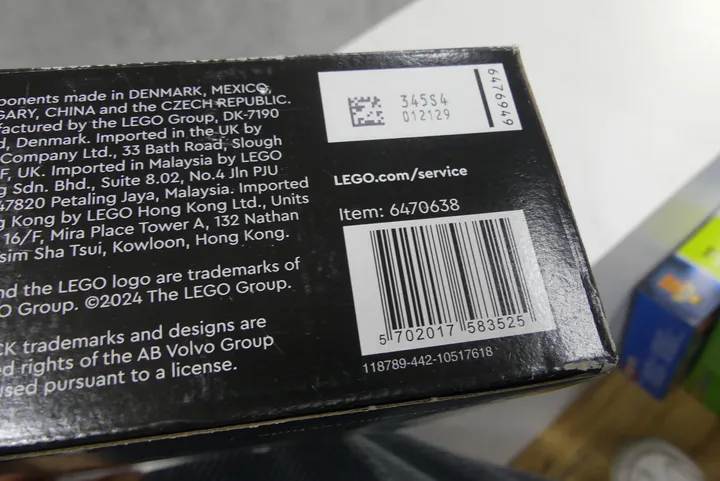 ponents made in DENMARK, MEXICO,
GARY, CHINA and the CZECH REPUBLIC.
factured by the LEGO Group, DK-7190
d, Denmark. Imported in the UK by
Company Ltd., 33 Bath Road, Slough
F, UK. Imported in Malaysia by LEGO
g Sdn. Bhd., Suite 8.02, No.4 Jln PJU
47820 Petaling Jaya, Malaysia. Imported
g Kong by LEGO Hong Kong Ltd., Units
16/F, Mira Place Tower A, 132 Nathan
sim Sha Tsui, Kowloon, Hong Kong.
nd the LEGO logo are trademarks of
O Group. ©2024 The LEGO Group.
CK trademarks and designs are
ed rights of the AB Volvo Group
used pursuant to a license.
345S4
012129
6476949
LEGO.com/service
Item: 6470638
5 702017 583525
118789-442-10517618